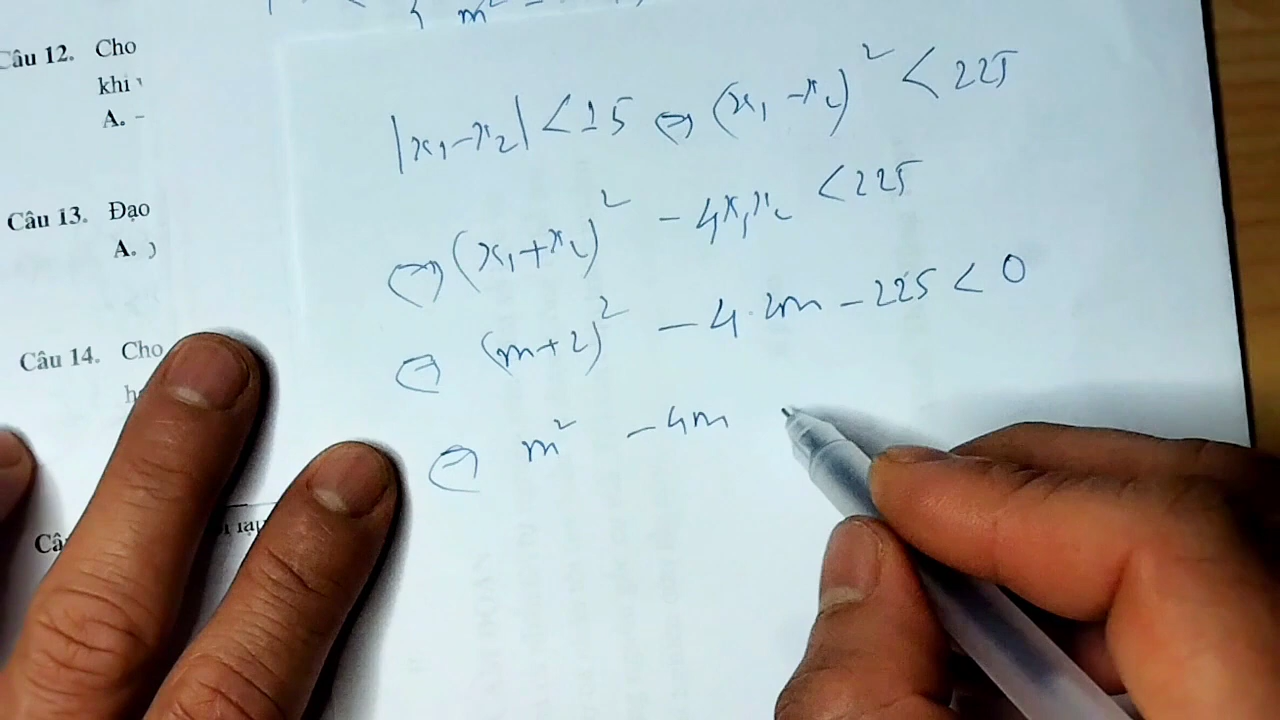 m²
Câu 12. Cho
khi
A. -
|x₁-x₂| < 15 ⇔ (x₁-x₂)² < 225
Câu 13. Đạo
A.
⇔ (x₁+x₂)² - 4x₁x₂ < 225
⇔ (m+2)² - 4.2m - 225 < 0
Câu 14. Cho
⇔ m² - 4m